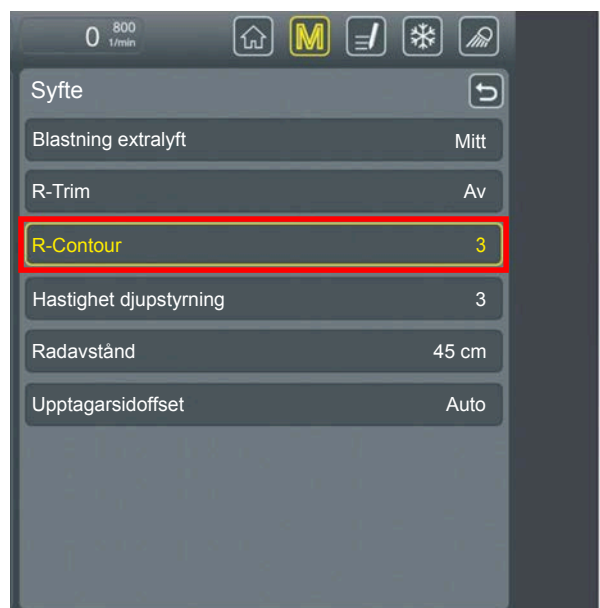 0 800 1/min M
Syfte
Blastning extralyft Mitt
R-Trim Av
R-Contour 3
Hastighet djupstyrning 3
Radavstånd 45 cm
Upptagarsidoffset Auto